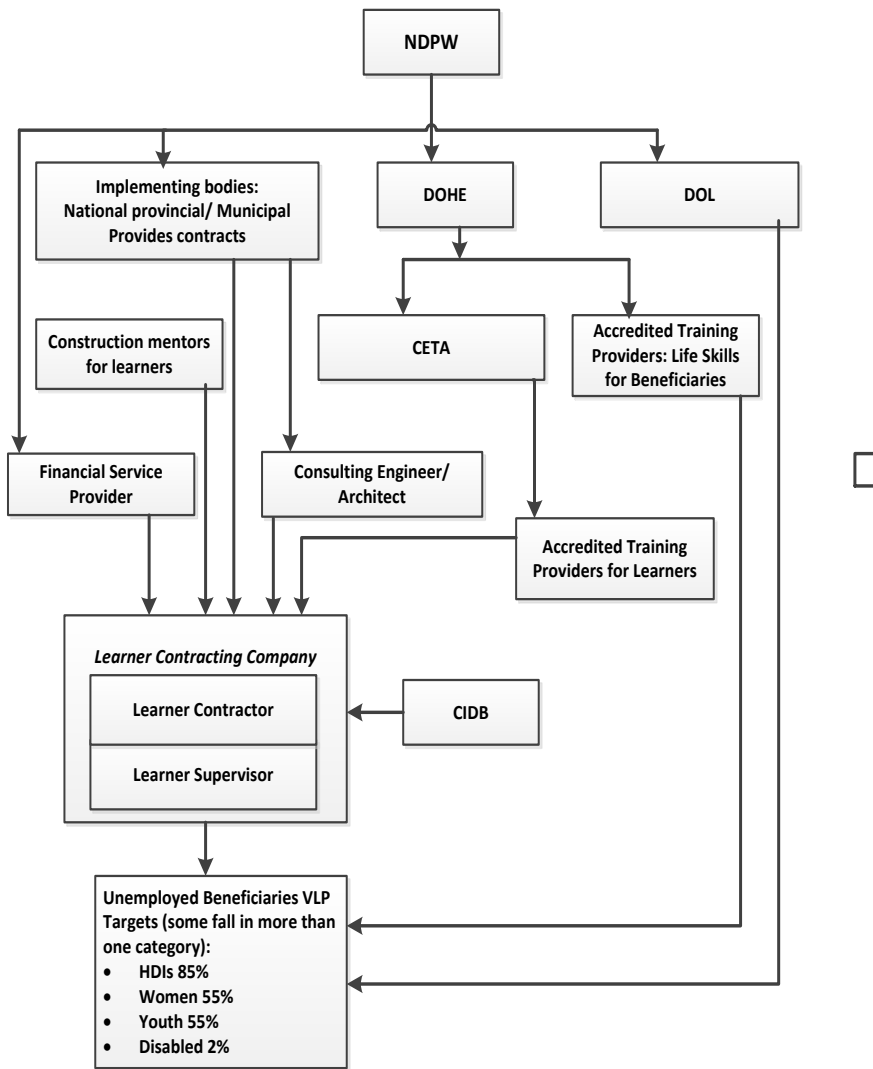 NDPW
Implementing bodies:
National provincial/ Municipal
Provides contracts
DOHE
DOL
Construction mentors
for learners
CETA
Accredited Training
Providers: Life Skills
for Beneficiaries
Financial Service
Provider
Consulting Engineer/
Architect
Accredited Training
Providers for Learners
Learner Contracting Company
Learner Contractor
CIDB
Learner Supervisor
Unemployed Beneficiaries VLP
Targets (some fall in more than
one category):
• HDIs 85%
• Women 55%
• Youth 55%
• Disabled 2%